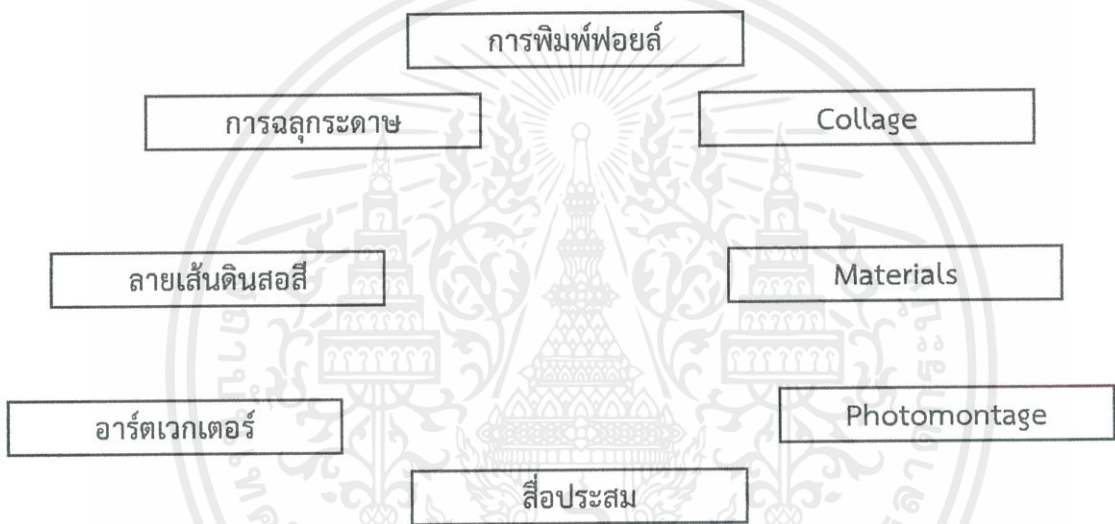 การพิมพ์ฟอยล์
การฉลุกระดาษ
Collage
ลายเส้นดินสอสี
Materials
อาร์ตเวกเตอร์
Photomontage
สื่อประสม